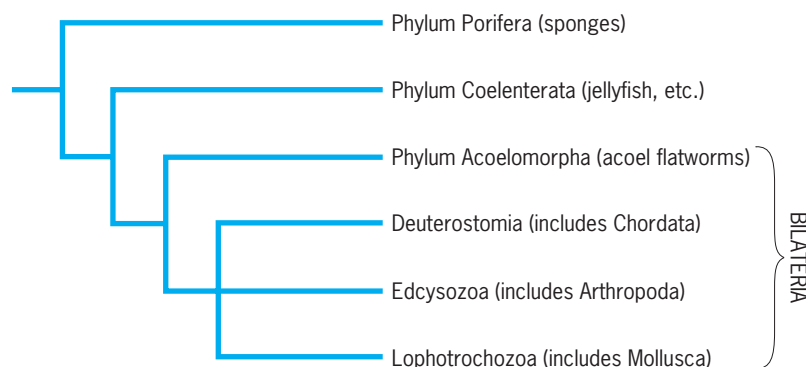 Phylum Porifera (sponges)
Phylum Coelenterata (jellyfish, etc.)
Phylum Acoelomorpha (acoel flatworms)
Deuterostomia (includes Chordata)
Edcysozoa (includes Arthropoda)
Lophotrochozoa (includes Mollusca)
BILATERIA